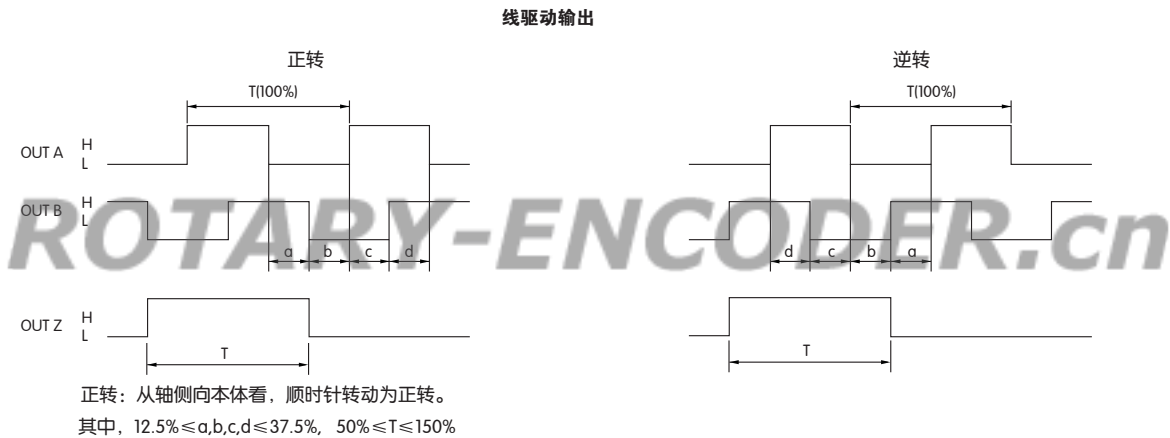 线驱动输出
正转
逆转
T(100%)
T(100%)
OUT A
H
L
OUT B
H
L
a b c d
d c b a
ROTARY-ENCODER.cn
OUT Z
H
L
T
T
正转：从轴侧向本体看，顺时针转动为正转。
其中，12.5%≤a,b,c,d≤37.5%, 50%≤T≤150%